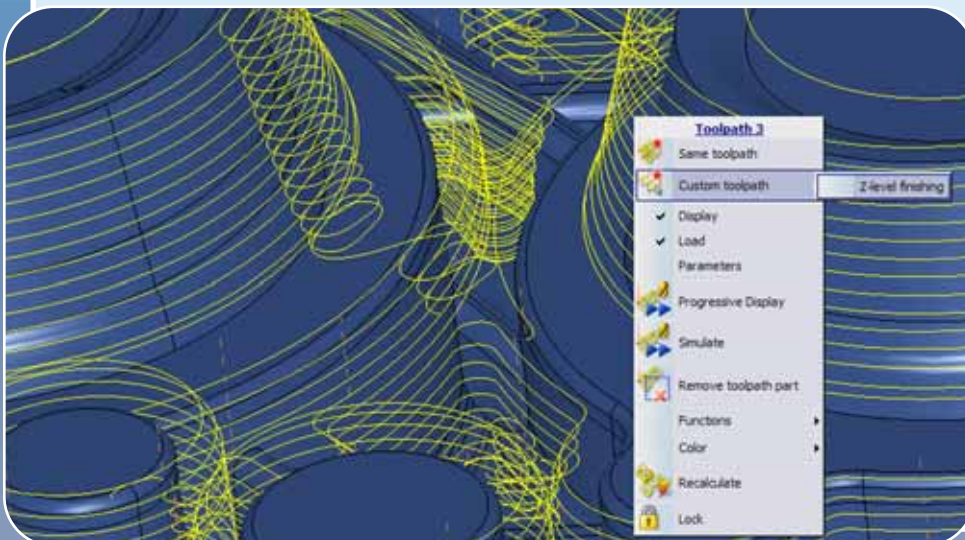 Toolpath 3
Same toolpath
Custom toolpath
Z-level finishing
Display
Load
Parameters
Progressive Display
Simulate
Remove toolpath part
Functions
Color
Recalculate
Lock